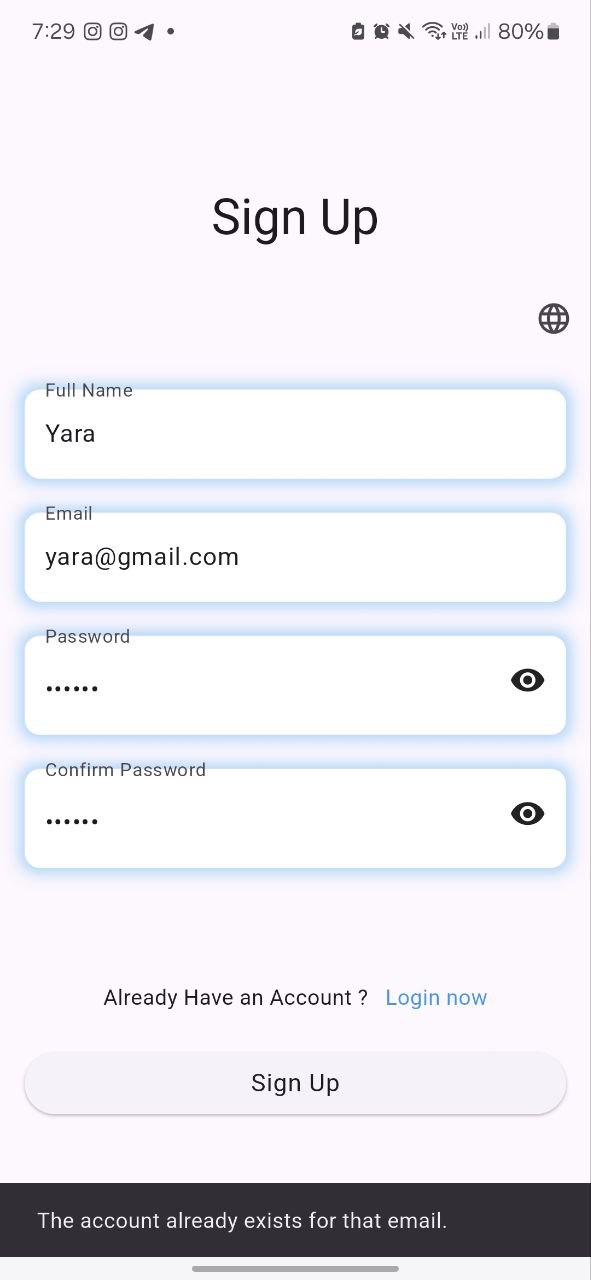 7:29
Vo))
LTE
80%
Sign Up
Full Name
Yara
Email
yara@gmail.com
Password
••••••
Confirm Password
••••••
Already Have an Account ? Login now
Sign Up
The account already exists for that email.